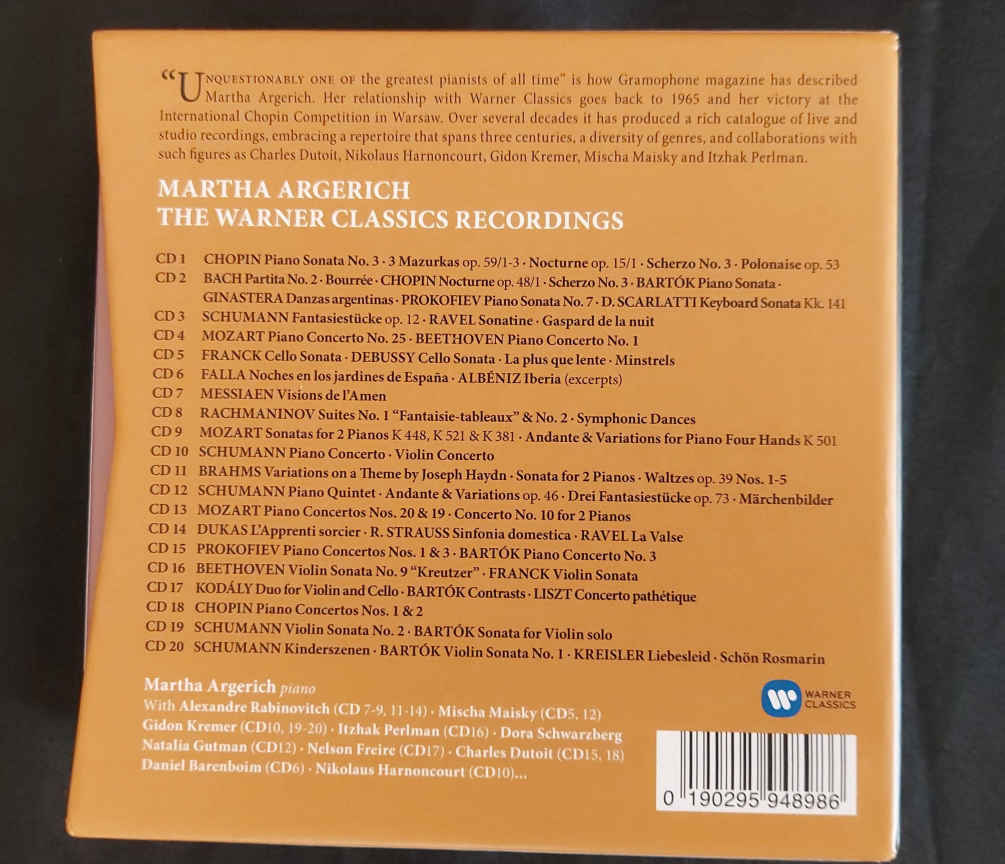 “UNQUESTIONABLY ONE OF the greatest pianists of all time” is how Gramophone magazine has described
Martha Argerich. Her relationship with Warner Classics goes back to 1965 and her victory at the
International Chopin Competition in Warsaw. Over several decades it has produced a rich catalogue of live and
studio recordings, embracing a repertoire that spans three centuries, a diversity of genres, and collaborations with
such figures as Charles Dutoit, Nikolaus Harnoncourt, Gidon Kremer, Mischa Maisky and Itzhak Perlman.
MARTHA ARGERICH
THE WARNER CLASSICS RECORDINGS
CD 1 CHOPIN Piano Sonata No. 3 · 3 Mazurkas op. 59/1-3 · Nocturne op. 15/1 · Scherzo No. 3 · Polonaise op. 53
CD 2 BACH Partita No. 2 · Bourrée · CHOPIN Nocturne op. 48/1 · Scherzo No. 3 · BARTÓK Piano Sonata ·
GINASTERA Danzas argentinas · PROKOFIEV Piano Sonata No. 7 · D. SCARLATTI Keyboard Sonata Kk. 141
CD 3 SCHUMANN Fantasiestücke op. 12 · RAVEL Sonatine · Gaspard de la nuit
CD 4 MOZART Piano Concerto No. 25 · BEETHOVEN Piano Concerto No. 1
CD 5 FRANCK Cello Sonata · DEBUSSY Cello Sonata · La plus que lente · Minstrels
CD 6 FALLA Noches en los jardines de España · ALBÉNIZ Iberia (excerpts)
CD 7 MESSIAEN Visions de l’Amen
CD 8 RACHMANINOV Suites No. 1 “Fantaisie-tableaux” & No. 2 · Symphonic Dances
CD 9 MOZART Sonatas for 2 Pianos K 448, K 521 & K 381 · Andante & Variations for Piano Four Hands K 501
CD 10 SCHUMANN Piano Concerto · Violin Concerto
CD 11 BRAHMS Variations on a Theme by Joseph Haydn · Sonata for 2 Pianos · Waltzes op. 39 Nos. 1-5
CD 12 SCHUMANN Piano Quintet · Andante & Variations op. 46 · Drei Fantasiestücke op. 73 · Märchenbilder
CD 13 MOZART Piano Concertos Nos. 20 & 19 · Concerto No. 10 for 2 Pianos
CD 14 DUKAS L’Apprenti sorcier · R. STRAUSS Sinfonia domestica · RAVEL La Valse
CD 15 PROKOFIEV Piano Concertos Nos. 1 & 3 · BARTÓK Piano Concerto No. 3
CD 16 BEETHOVEN Violin Sonata No. 9 “Kreutzer” · FRANCK Violin Sonata
CD 17 KODÁLY Duo for Violin and Cello · BARTÓK Contrasts · LISZT Concerto pathétique
CD 18 CHOPIN Piano Concertos Nos. 1 & 2
CD 19 SCHUMANN Violin Sonata No. 2 · BARTÓK Sonata for Violin solo
CD 20 SCHUMANN Kinderszenen · BARTÓK Violin Sonata No. 1 · KREISLER Liebesleid · Schön Rosmarin
Martha Argerich piano
With Alexandre Rabinovitch (CD 7-9, 11-14) · Mischa Maisky (CD5, 12)
Gidon Kremer (CD10, 19-20) · Itzhak Perlman (CD16) · Dora Schwarzberg
Natalia Gutman (CD12) · Nelson Freire (CD17) · Charles Dutoit (CD15, 18)
Daniel Barenboim (CD6) · Nikolaus Harnoncourt (CD10)...
WARNER
CLASSICS
0 190295 948986